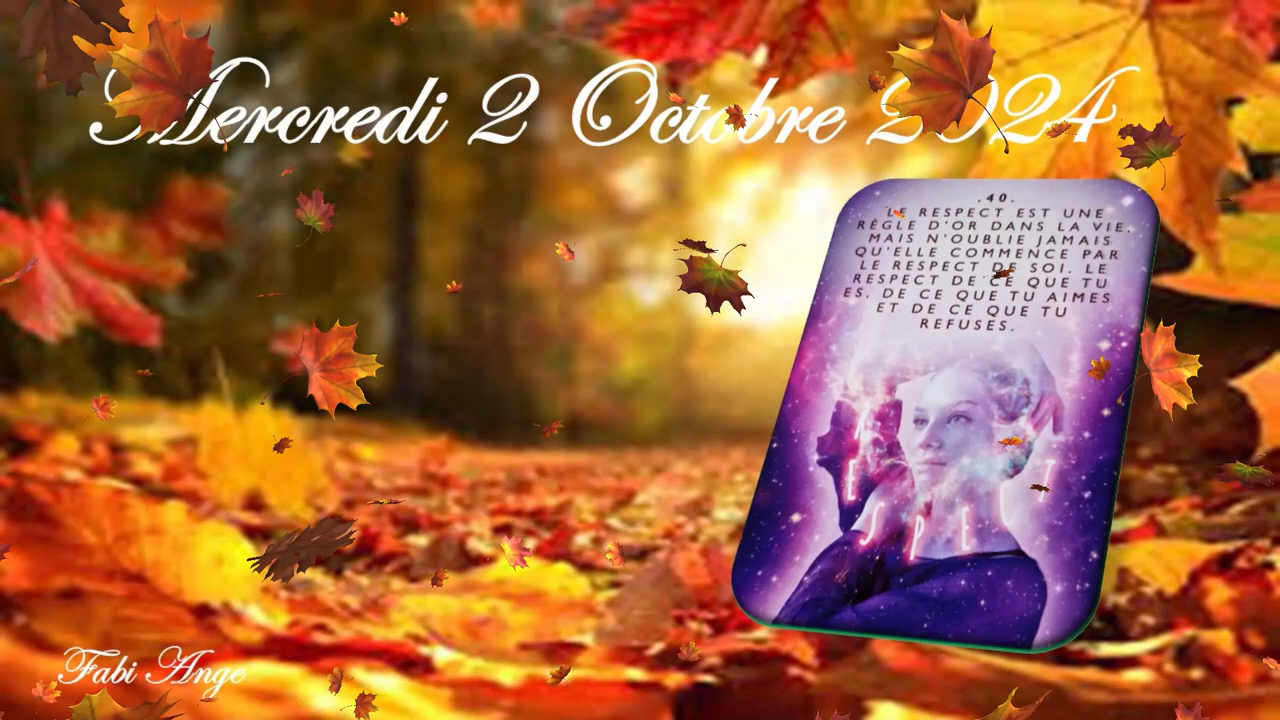 Mercredi 2 Octobre 2024
.40.
LE RESPECT EST UNE
RÈGLE D'OR DANS LA VIE,
MAIS N'OUBLIE JAMAIS
QU'ELLE COMMENCE PAR
LE RESPECT DE SOI. LE
RESPECT DE CE QUE TU
ES, DE CE QUE TU AIMES
ET DE CE QUE TU
REFUSES.
RESPECT
Fabi Ange